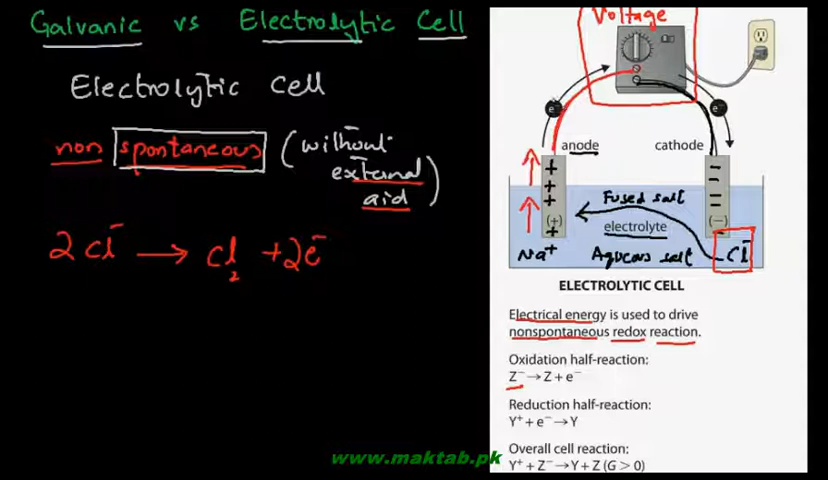 Galvanic vs Electrolytic Cell
Electrolytic Cell
non spontaneous (without external aid)
2Cl⁻ → Cl₂ + 2e⁻
Voltage
e⁻
e⁻
anode
cathode
+
+
+
(+)
+
−
−
−
−
(−)
Fused salt
electrolyte
Na⁺
Aqueous salt
Cl⁻
ELECTROLYTIC CELL
Electrical energy is used to drive
nonspontaneous redox reaction.
Oxidation half-reaction:
Z⁻ → Z + e⁻
Reduction half-reaction:
Y⁺ + e⁻ → Y
Overall cell reaction:
Y⁺ + Z⁻ → Y + Z (G > 0)
www.maktab.pk